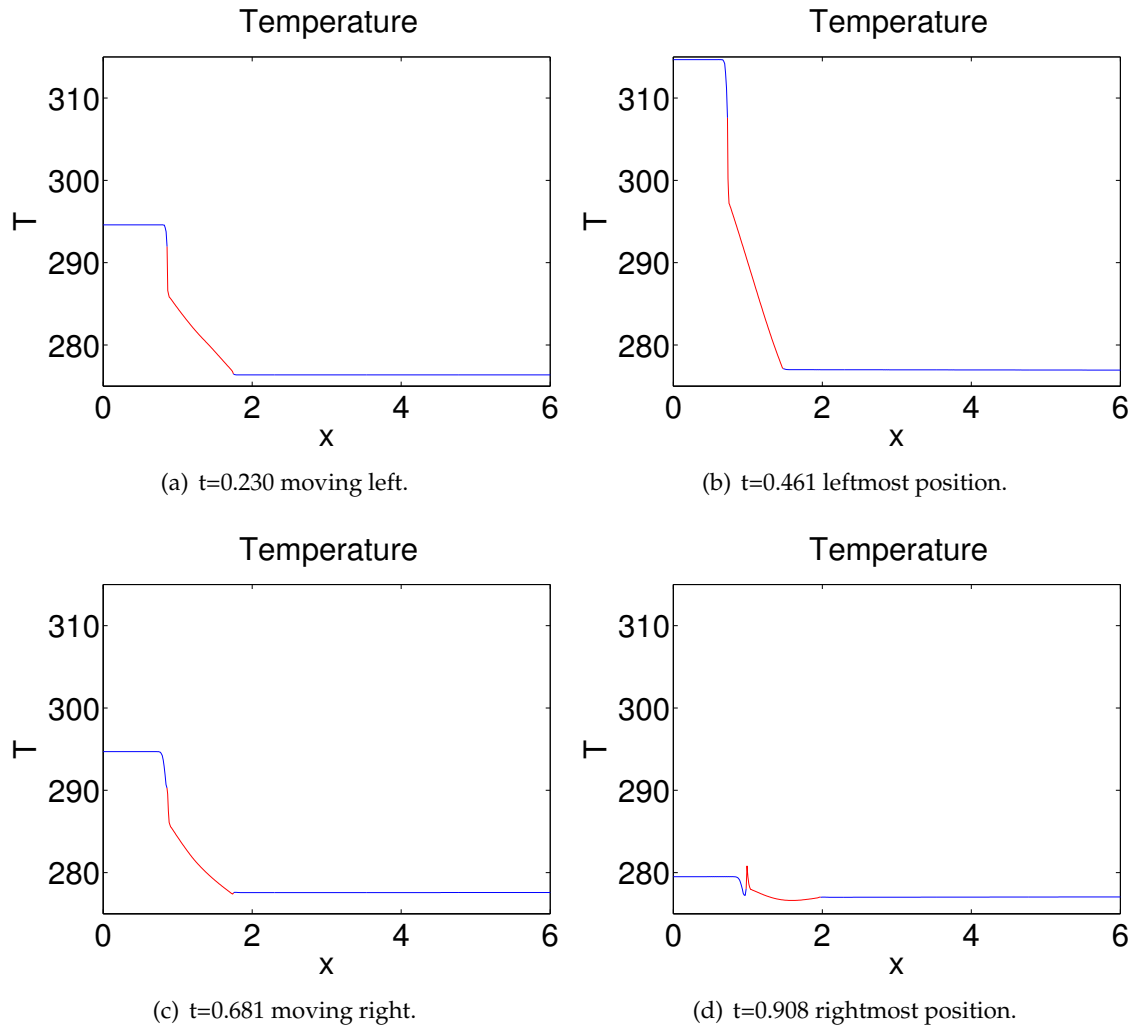 Temperature
310
300
290
280
T
0
2
4
6
x
(a) t=0.230 moving left.
Temperature
310
300
290
280
T
0
2
4
6
x
(b) t=0.461 leftmost position.
Temperature
310
300
290
280
T
0
2
4
6
x
(c) t=0.681 moving right.
Temperature
310
300
290
280
T
0
2
4
6
x
(d) t=0.908 rightmost position.